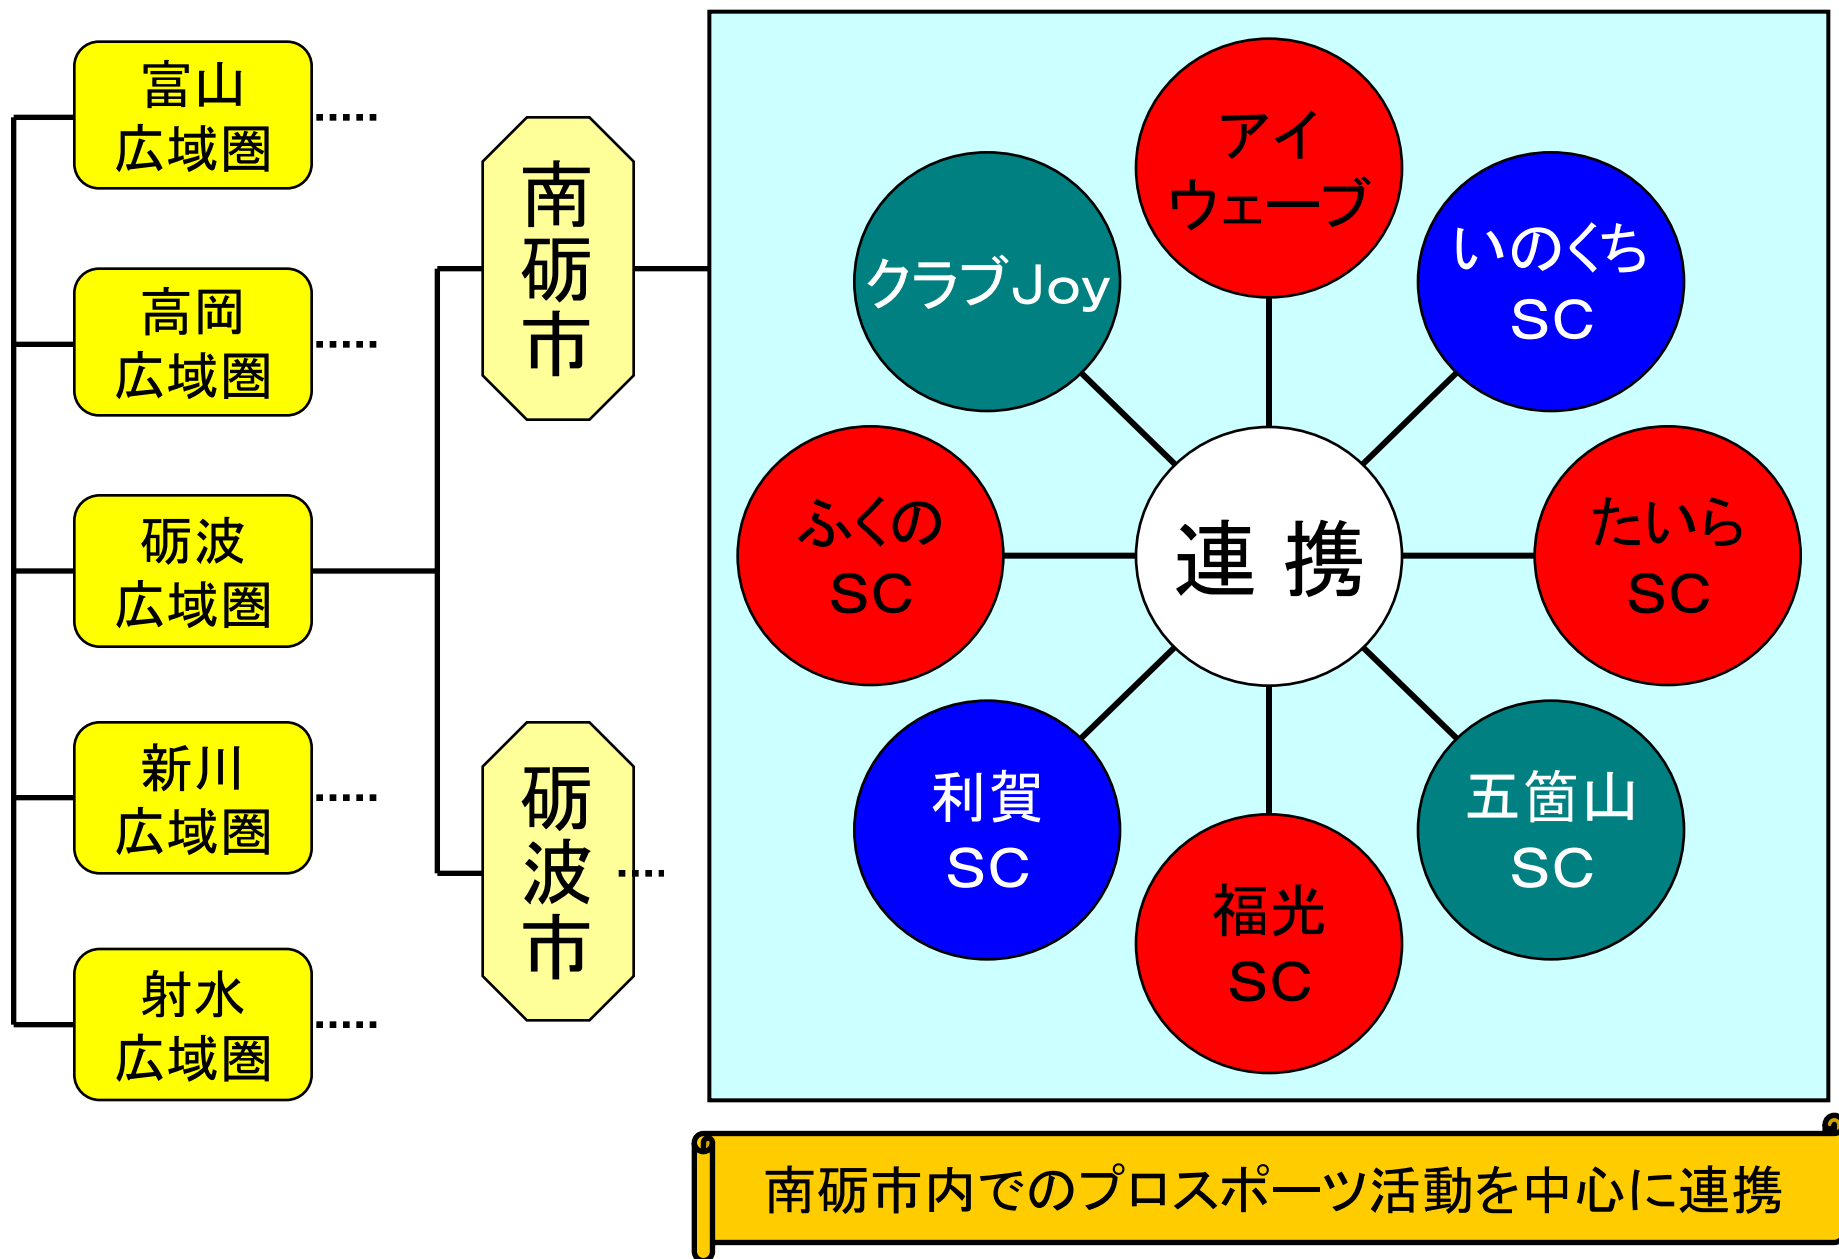 富山
広域圏
高岡
広域圏
砺波
広域圏
新川
広域圏
射水
広域圏
南砺市
砺波市
アイ
ウェーブ
いのくち
SC
たいら
SC
五箇山
SC
福光
SC
利賀
SC
ふくの
SC
クラブJoy
連携
南砺市内でのプロスポーツ活動を中心に連携